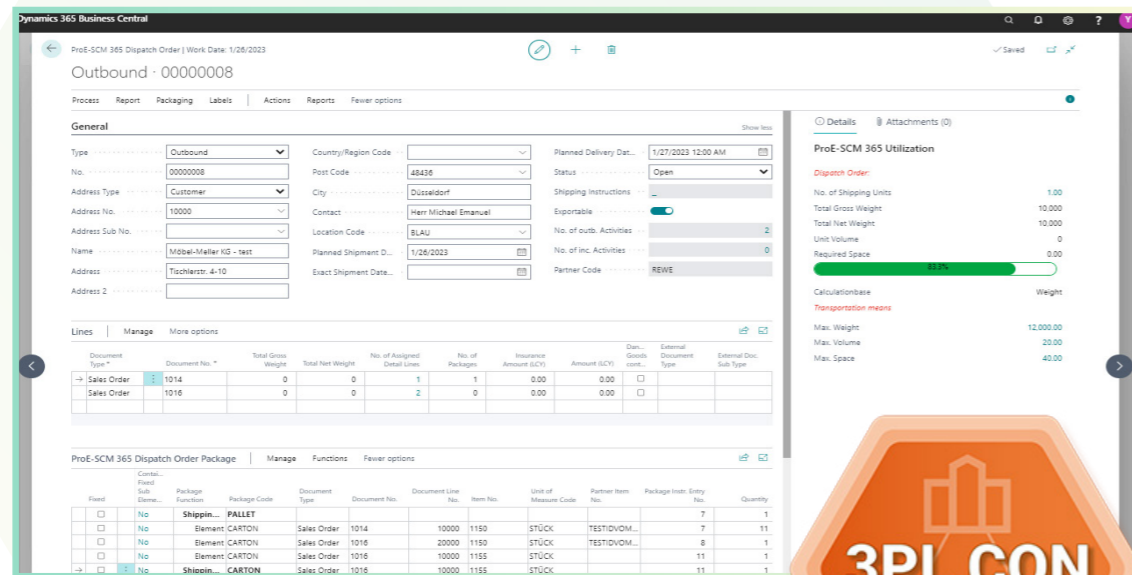 Dynamics 365 Business Central
?
Y
ProE-SCM 365 Dispatch Order | Work Date: 1/26/2023
✓ Saved
Outbound · 00000008
Process Report Packaging Labels | Actions Reports Fewer options
General
Show less
Type Outbound
No. 00000008
Address Type Customer
Address No. 10000
Address Sub No.
Name Möbel-Meller KG - test
Address Tischlerstr. 4-10
Address 2
Country/Region Code
Post Code 48436
City Düsseldorf
Contact Herr Michael Emanuel
Location Code BLAU
Planned Shipment D... 1/26/2023
Exact Shipment Date...
Planned Delivery Dat... 1/27/2023 12:00 AM
Status Open
Shipping Instructions _
Exportable
No. of outb. Activities 2
No. of inc. Activities 0
Partner Code REWE
Details Attachments (0)
ProE-SCM 365 Utilization
Dispatch Order:
No. of Shipping Units 1.00
Total Gross Weight 10,000
Total Net Weight 10,000
Unit Volume 0
Required Space 0.00
83.3%
Calculationbase Weight
Transportation means
Max. Weight 12,000.00
Max. Volume 20.00
Max. Space 40.00
Lines | Manage More options
Document Type * Document No. * Total Gross Weight Total Net Weight No. of Assigned Detail Lines No. of Packages Insurance Amount (LCY) Amount (LCY) Dan... Goods cont... External Document Type External Doc. Sub Type
→ Sales Order 1014 0 0 1 1 0.00 0.00
Sales Order 1016 0 0 2 0 0.00 0.00
ProE-SCM 365 Dispatch Order Package | Manage Functions Fewer options
Fixed Contai... Fixed Sub Eleme... Package Function Package Code Document Type Document No. Document Line No. Item No. Unit of Measure Code Partner Item No. Package Instr. Entry No. Quantity
No Shippin... PALLET 7 1
No Element CARTON Sales Order 1014 10000 1150 STÜCK TESTIDVOM... 7 11
No Element CARTON Sales Order 1016 20000 1150 STÜCK TESTIDVOM... 8 1
No Element CARTON Sales Order 1016 10000 1155 STÜCK 11 1
→ No Shippin... CARTON Sales Order 1016 10000 1155 STÜCK 11 1
3PL CON